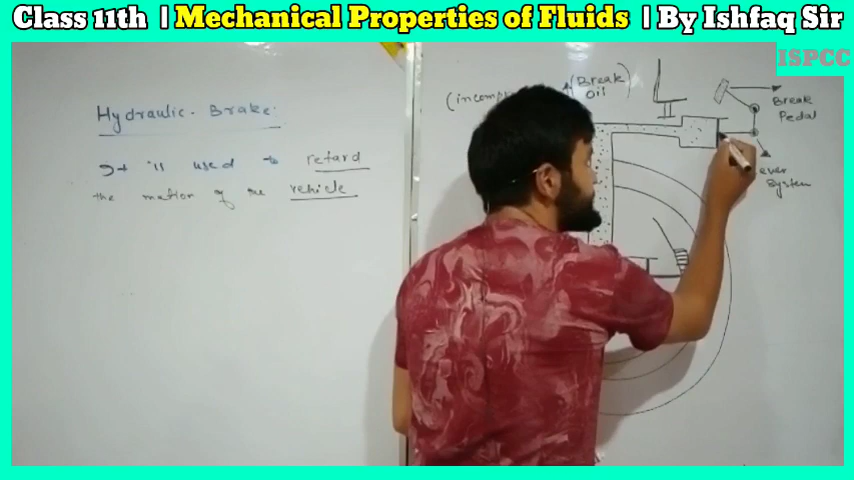 Class 11th | Mechanical Properties of Fluids | By Ishfaq Sir
ISPCC
Hydraulic - Brake.
→ It is used to retard
the motion of the vehicle
(incomp
(Break
Oil)
Break
Pedal
ever
System